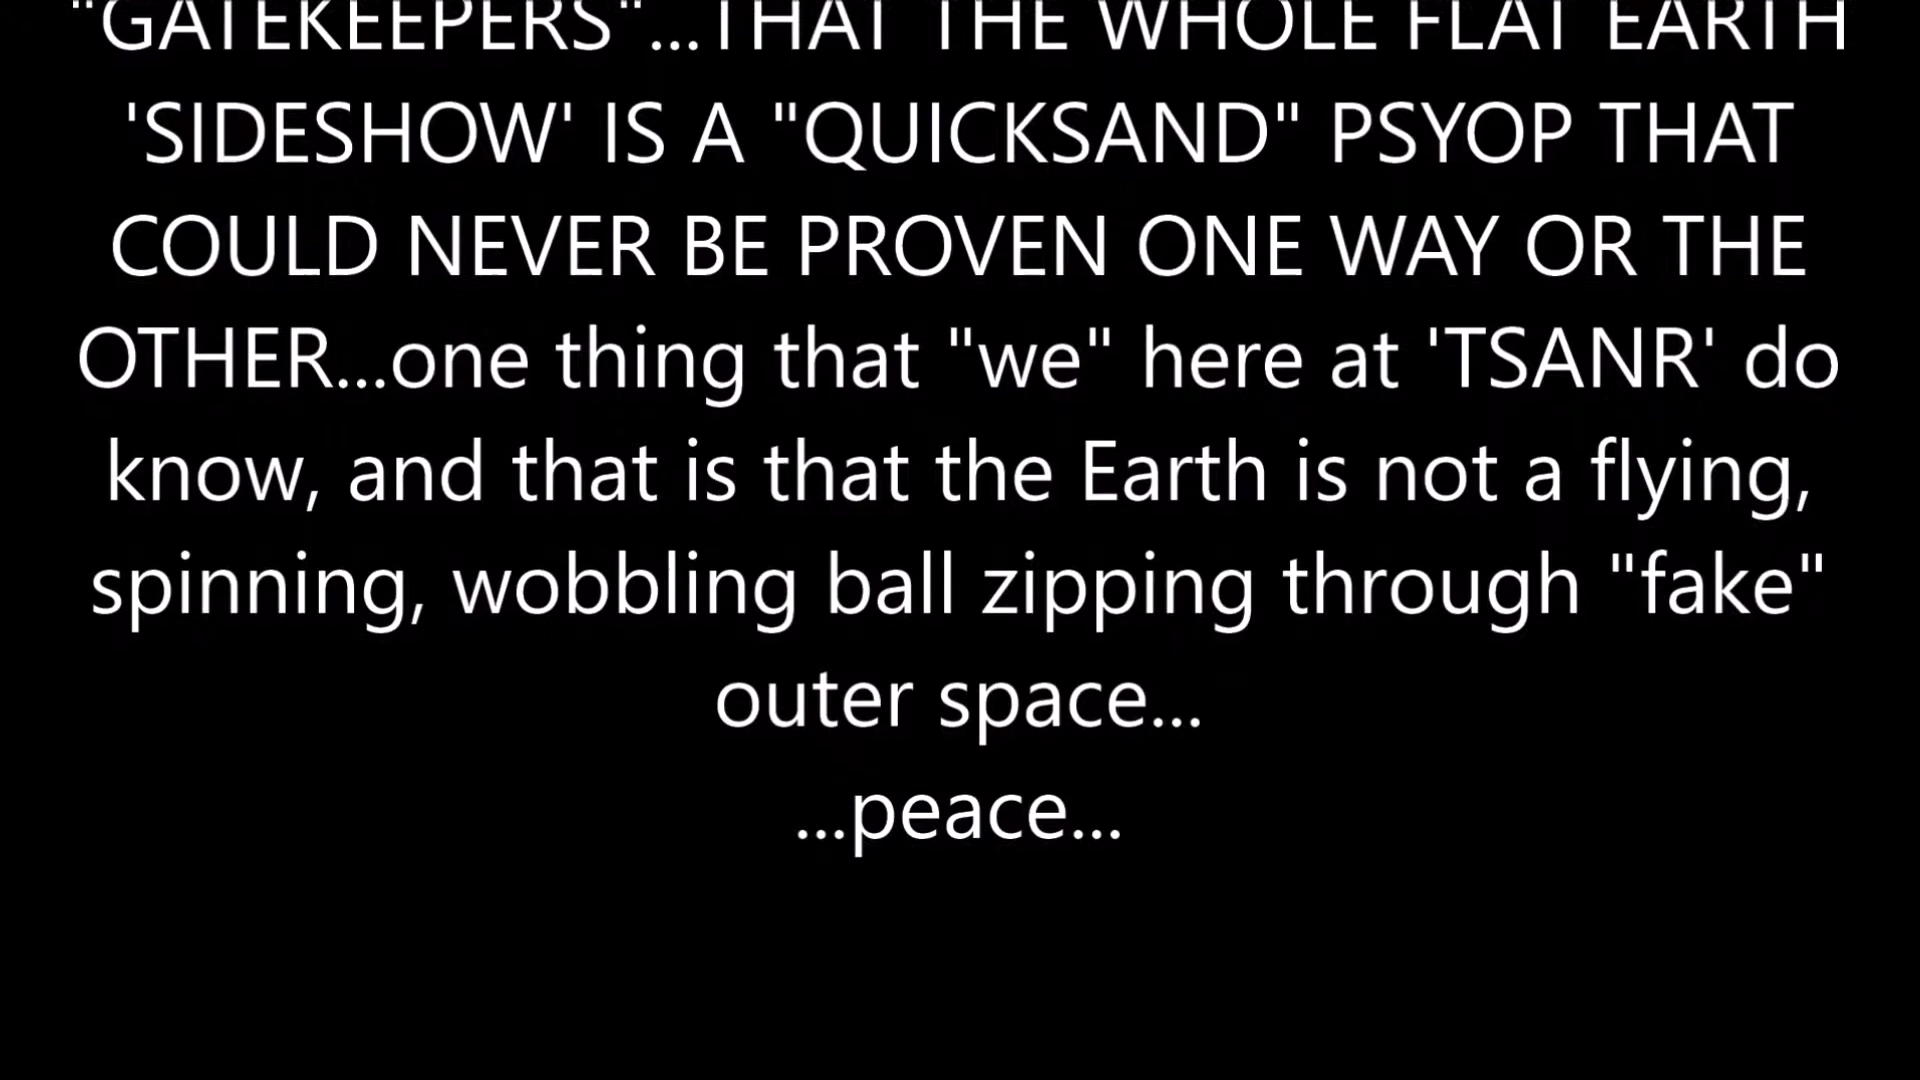 "GATEKEEPERS"...THAT THE WHOLE FLAT EARTH
'SIDESHOW' IS A "QUICKSAND" PSYOP THAT
COULD NEVER BE PROVEN ONE WAY OR THE
OTHER...one thing that "we" here at 'TSANR' do
know, and that is that the Earth is not a flying,
spinning, wobbling ball zipping through "fake"
outer space...
...peace...